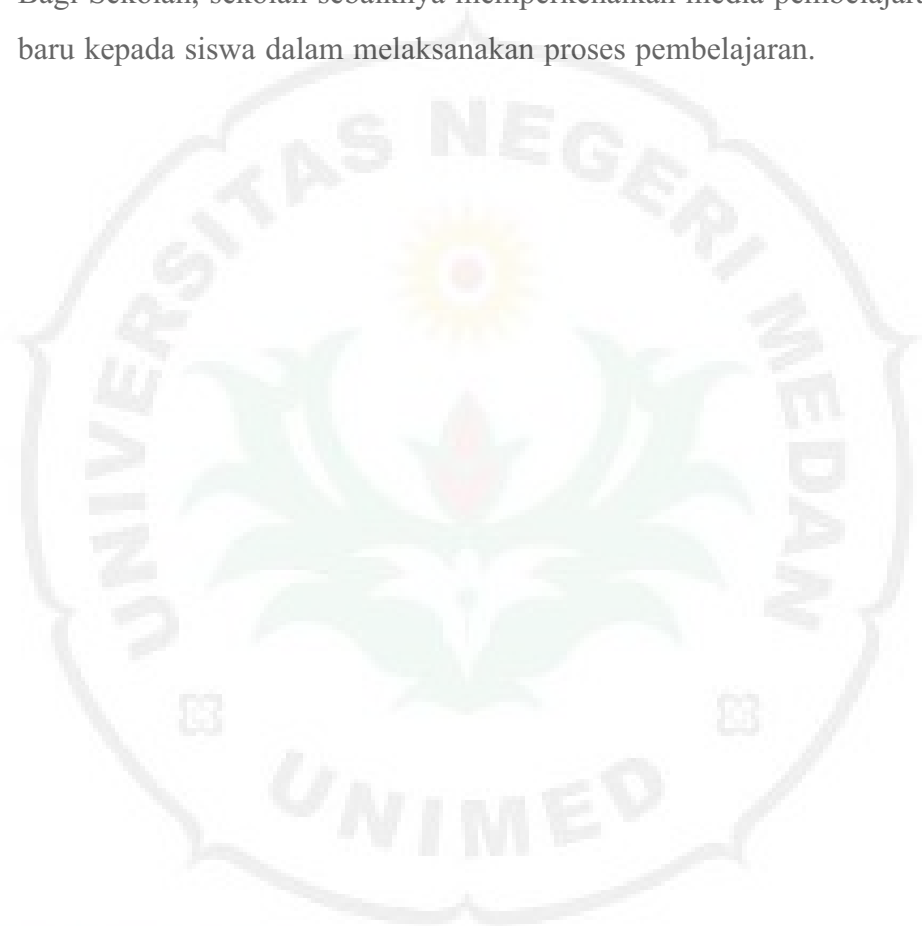 Bagi Sekolah, sekolah sebaiknya memperkenalkan media
baru kepada siswa dalam melaksanakan proses pembelajaran.
UNIVERSITAS NEGERI MEDAN
UNIMED